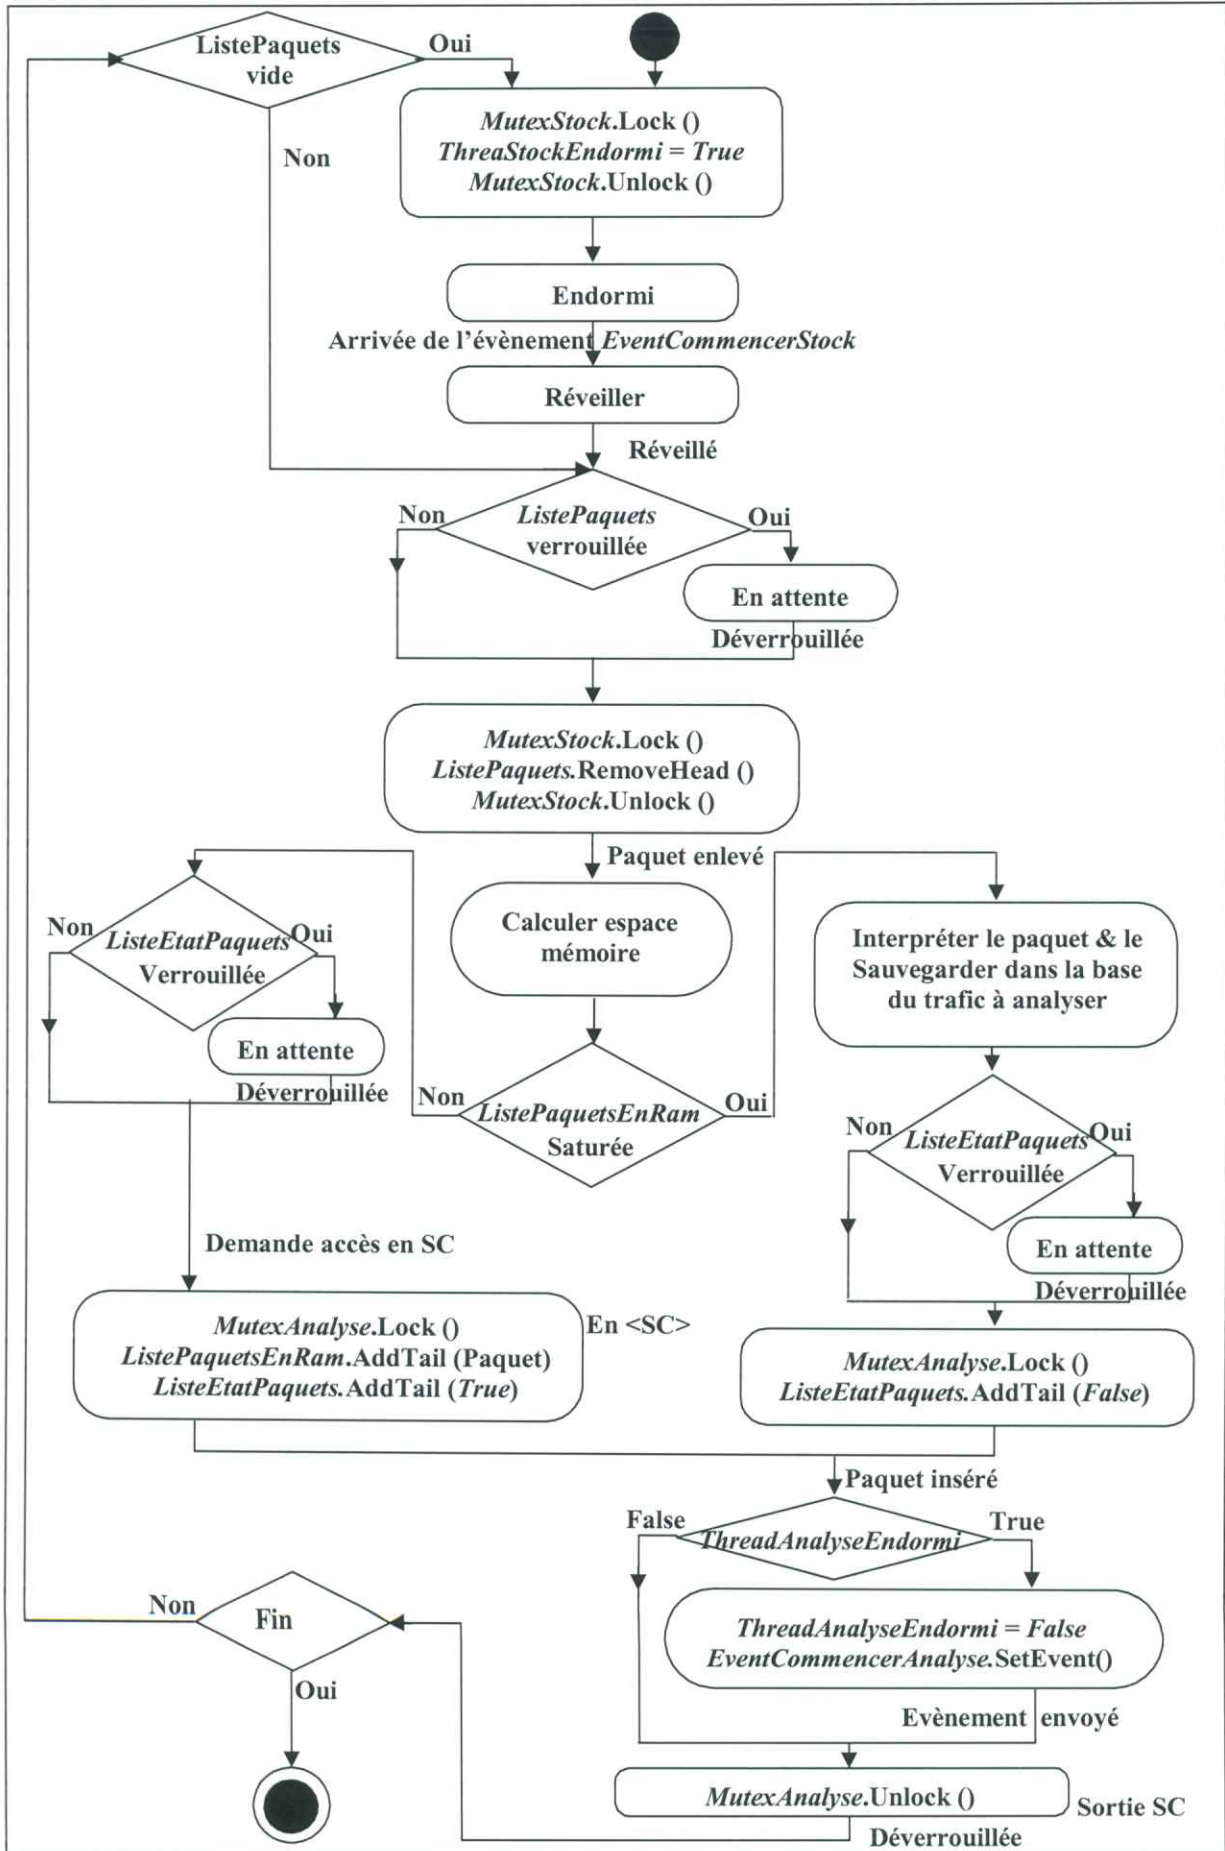 ListePaquets
vide
Oui
Non
MutexStock.Lock ()
ThreaStockEndormi = True
MutexStock.Unlock ()
Endormi
Arrivée de l'évènement EventCommencerStock
Réveiller
Réveillé
Non
ListePaquets
verrouillée
Oui
En attente
Déverrouillée
MutexStock.Lock ()
ListePaquets.RemoveHead ()
MutexStock.Unlock ()
Paquet enlevé
Non
ListeEtatPaquets
Verrouillée
Oui
En attente
Déverrouillée
Calculer espace
mémoire
Interpréter le paquet & le
Sauvegarder dans la base
du trafic à analyser
Non
ListePaquetsEnRam
Saturée
Oui
Non
ListeEtatPaquets
Verrouillée
Oui
En attente
Déverrouillée
Demande accès en SC
MutexAnalyse.Lock ()
ListePaquetsEnRam.AddTail (Paquet)
ListeEtatPaquets.AddTail (True)
En <SC>
MutexAnalyse.Lock ()
ListeEtatPaquets.AddTail (False)
Paquet inséré
False
ThreadAnalyseEndormi
True
ThreadAnalyseEndormi = False
EventCommencerAnalyse.SetEvent()
Evènement envoyé
Non
Fin
Oui
MutexAnalyse.Unlock ()
Sortie SC
Déverrouillée